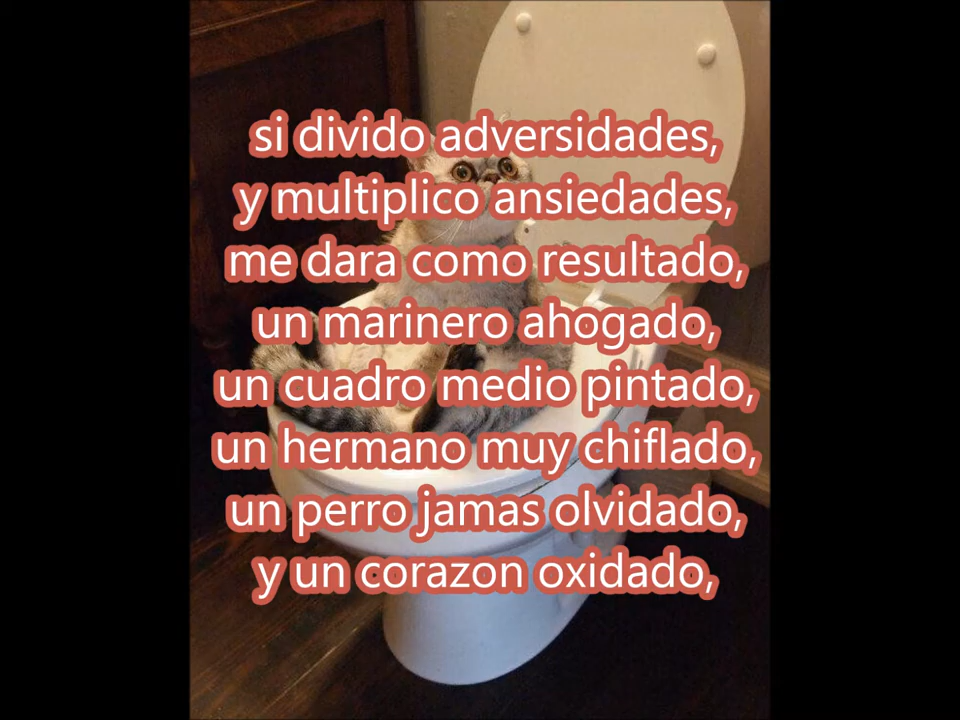 si divido adversidades,
y multiplico ansiedades,
me dara como resultado,
un marinero ahogado,
un cuadro medio pintado,
un hermano muy chiflado,
un perro jamas olvidado,
y un corazon oxidado,